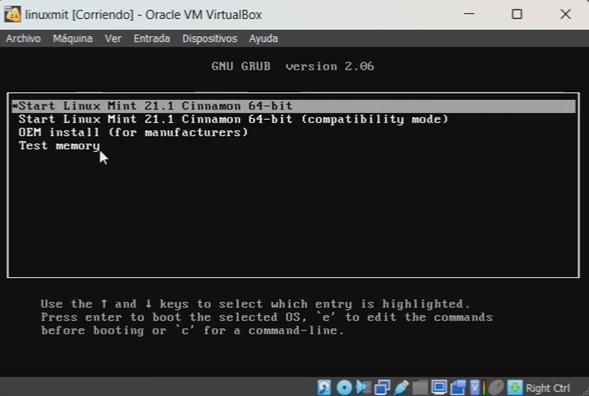 linuxmit [Corriendo] - Oracle VM VirtualBox
Archivo Máquina Ver Entrada Dispositivos Ayuda
GNU GRUB version 2.06
*Start Linux Mint 21.1 Cinnamon 64-bit
Start Linux Mint 21.1 Cinnamon 64-bit (compatibility mode)
OEM install (for manufacturers)
Test memory
Use the ↑ and ↓ keys to select which entry is highlighted.
Press enter to boot the selected OS, `e' to edit the commands
before booting or `c' for a command-line.
Right Ctrl